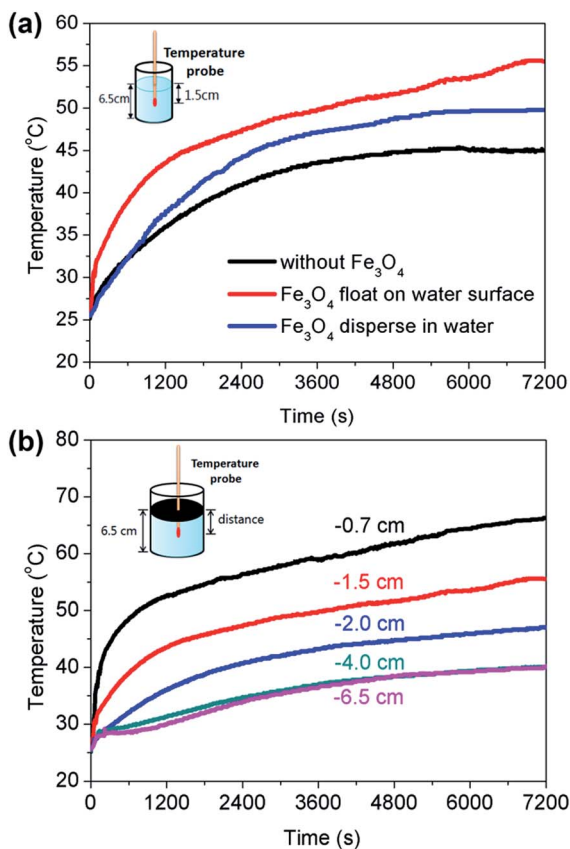 (a)
60
55
50
45
40
35
30
25
20
Temperature (°C)
Temperature
probe
6.5cm
1.5cm
without Fe₃O₄
Fe₃O₄ float on water surface
Fe₃O₄ disperse in water
0 1200 2400 3600 4800 6000 7200
Time (s)
(b)
80
70
60
50
40
30
20
Temperature (°C)
Temperature
probe
6.5 cm
distance
-0.7 cm
-1.5 cm
-2.0 cm
-4.0 cm
-6.5 cm
0 1200 2400 3600 4800 6000 7200
Time (s)